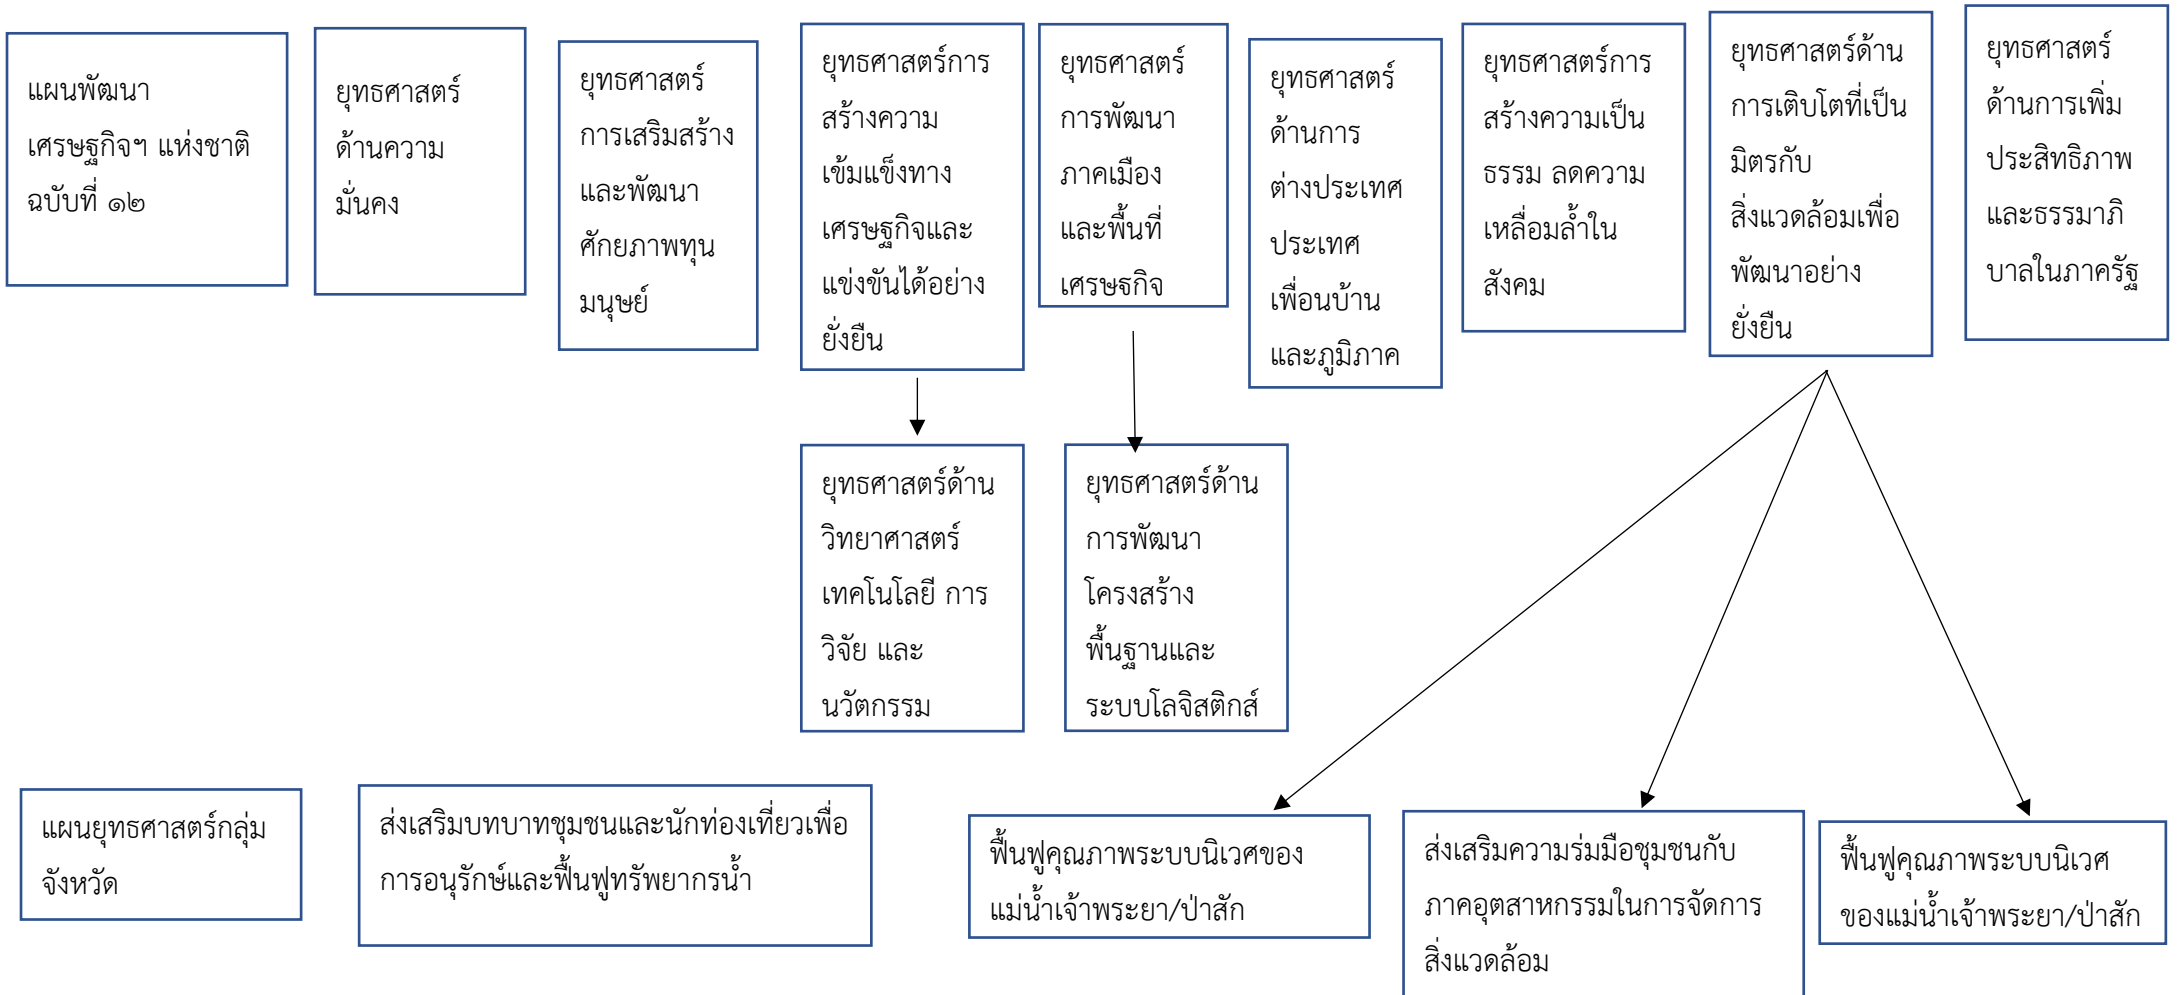 แผนพัฒนา
เศรษฐกิจฯ แห่งชาติ
ฉบับที่ ๑๒
ยุทธศาสตร์
ด้านความ
มั่นคง
ยุทธศาสตร์
การเสริมสร้าง
และพัฒนา
ศักยภาพทุน
มนุษย์
ยุทธศาสตร์การ
สร้างความ
เข้มแข็งทาง
เศรษฐกิจและ
แข่งขันได้อย่าง
ยั่งยืน
ยุทธศาสตร์
การพัฒนา
ภาคเมือง
และพื้นที่
เศรษฐกิจ
ยุทธศาสตร์
ด้านการ
ต่างประเทศ
ประเทศ
เพื่อนบ้าน
และภูมิภาค
ยุทธศาสตร์การ
สร้างความเป็น
ธรรม ลดความ
เหลื่อมล้ำใน
สังคม
ยุทธศาสตร์ด้าน
การเติบโตที่เป็น
มิตรกับ
สิ่งแวดล้อมเพื่อ
พัฒนาอย่าง
ยั่งยืน
ยุทธศาสตร์
ด้านการเพิ่ม
ประสิทธิภาพ
และธรรมาภิ
บาลในภาครัฐ
ยุทธศาสตร์ด้าน
วิทยาศาสตร์
เทคโนโลยี การ
วิจัย และ
นวัตกรรม
ยุทธศาสตร์ด้าน
การพัฒนา
โครงสร้าง
พื้นฐานและ
ระบบโลจิสติกส์
แผนยุทธศาสตร์กลุ่ม
จังหวัด
ส่งเสริมบทบาทชุมชนและนักท่องเที่ยวเพื่อ
การอนุรักษ์และฟื้นฟูทรัพยากรน้ำ
ฟื้นฟูคุณภาพระบบนิเวศของ
แม่น้ำเจ้าพระยา/ป่าสัก
ส่งเสริมความร่มมือชุมชนกับ
ภาคอุตสาหกรรมในการจัดการ
สิ่งแวดล้อม
ฟื้นฟูคุณภาพระบบนิเวศ
ของแม่น้ำเจ้าพระยา/ป่าสัก